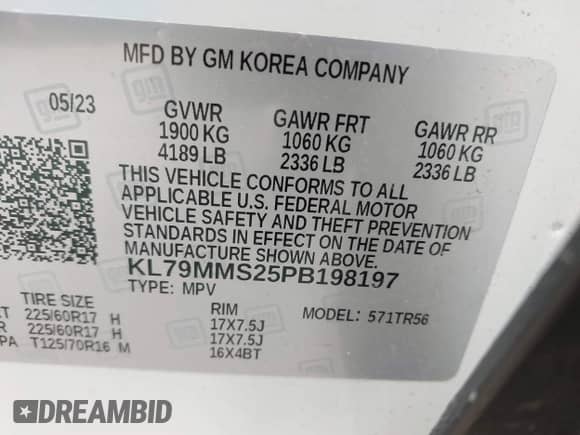 MFD BY GM KOREA COMPANY
05/23
GVWR
1900 KG
4189 LB
GAWR FRT
1060 KG
2336 LB
GAWR RR
1060 KG
2336 LB
THIS VEHICLE CONFORMS TO ALL
APPLICABLE U.S. FEDERAL MOTOR
VEHICLE SAFETY AND THEFT PREVENTION
STANDARDS IN EFFECT ON THE DATE OF
MANUFACTURE SHOWN ABOVE.
KL79MMS25PB198197
TYPE: MPV
TIRE SIZE RIM MODEL: 571TR56
225/60R17 H 17X7.5J
225/60R17 H 17X7.5J
T125/70R16 M 16X4BT
DREAMBID